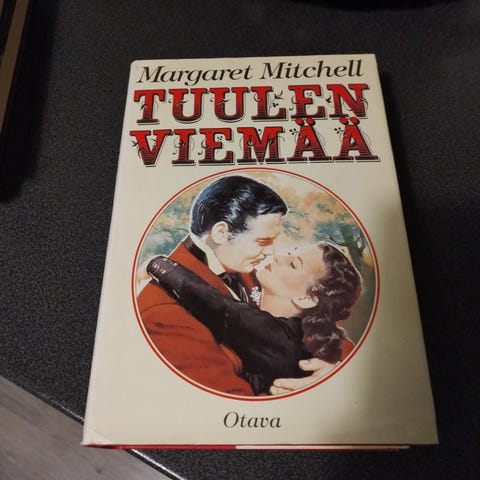 Margaret Mitchell
TUULEN
VIEMÄÄ
Otava